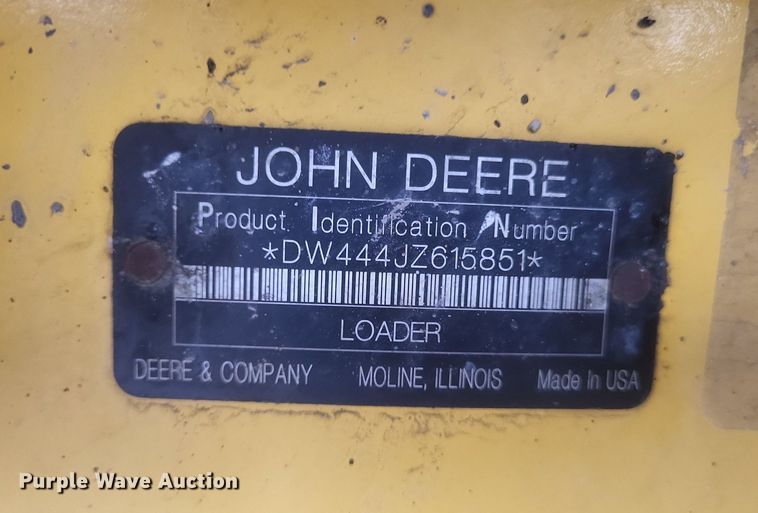 JOHN DEERE
Product Identification Number
*DW444JZ615851*
LOADER
DEERE & COMPANY MOLINE, ILLINOIS Made In USA
Purple Wave Auction